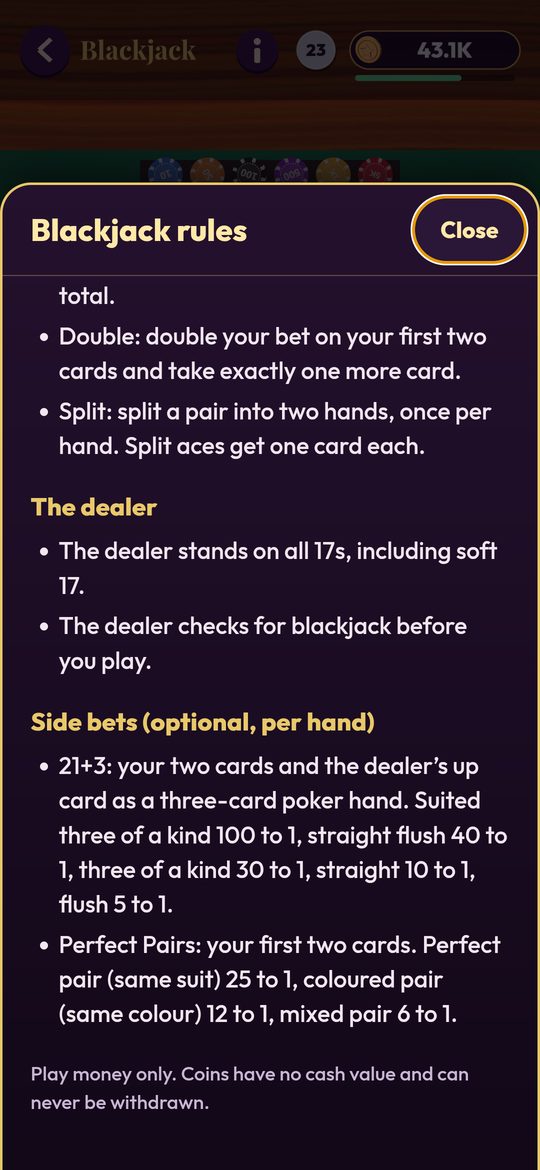 Blackjack
23
43.1K
10
100
500
Blackjack rules
Close
total.
Double: double your bet on your first two
cards and take exactly one more card.
Split: split a pair into two hands, once per
hand. Split aces get one card each.
The dealer
The dealer stands on all 17s, including soft
17.
The dealer checks for blackjack before
you play.
Side bets (optional, per hand)
21+3: your two cards and the dealer’s up
card as a three-card poker hand. Suited
three of a kind 100 to 1, straight flush 40 to
1, three of a kind 30 to 1, straight 10 to 1,
flush 5 to 1.
Perfect Pairs: your first two cards. Perfect
pair (same suit) 25 to 1, coloured pair
(same colour) 12 to 1, mixed pair 6 to 1.
Play money only. Coins have no cash value and can
never be withdrawn.